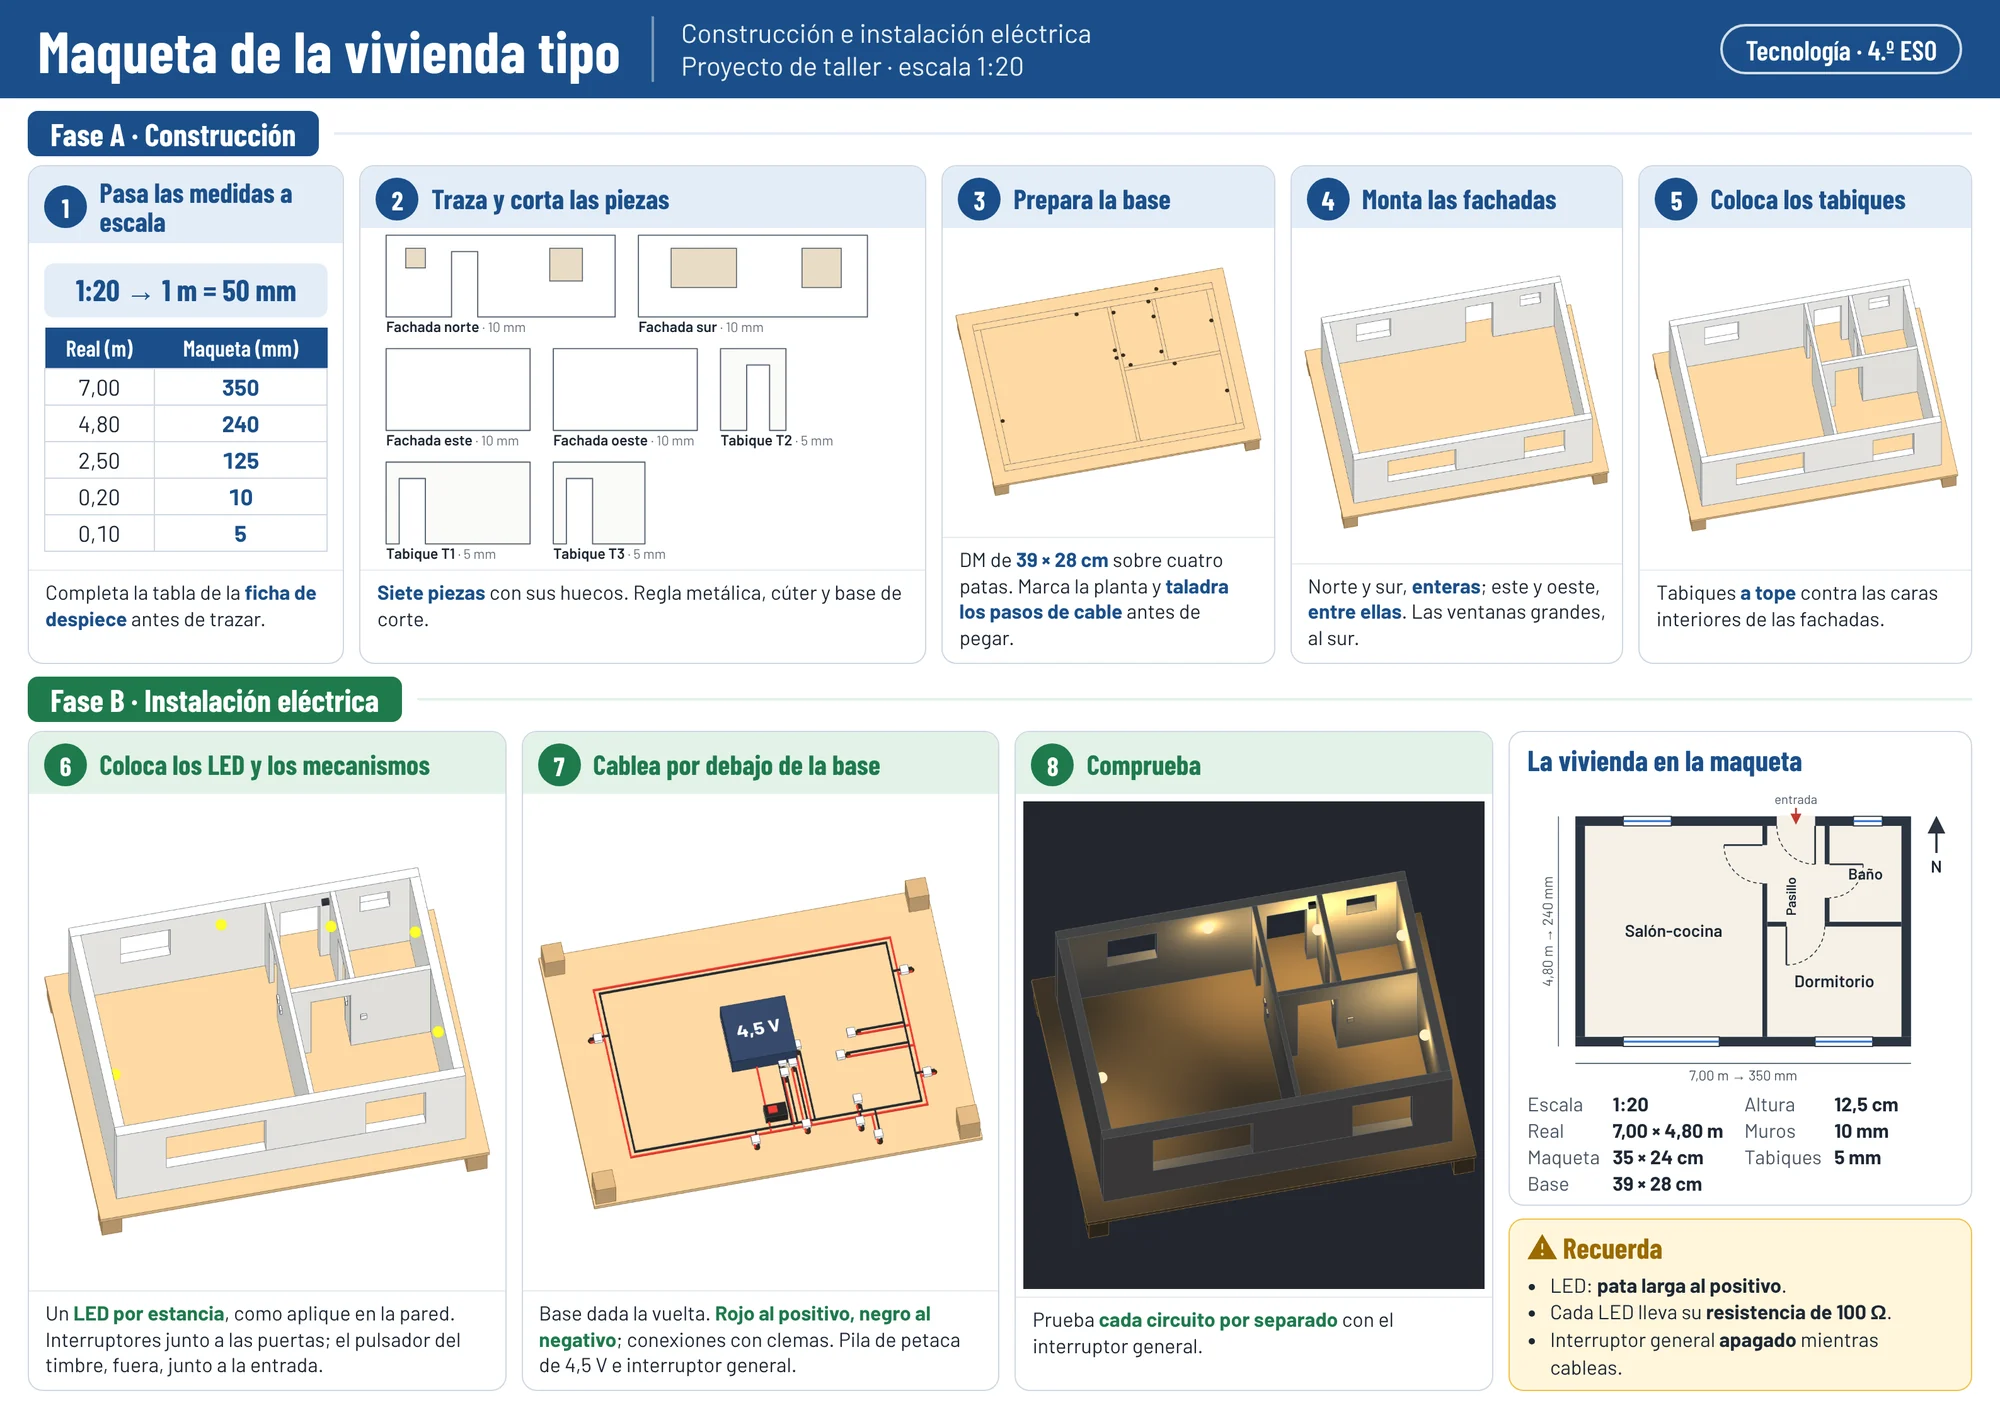 Maqueta de la vivienda tipo
Construcción e instalación eléctrica
Proyecto de taller · escala 1:20
Tecnología · 4.º ESO
Fase A · Construcción
1
Pasa las medidas a
escala
1:20 → 1 m = 50 mm
Real (m) Maqueta (mm)
7,00 350
4,80 240
2,50 125
0,20 10
0,10 5
Completa la tabla de la ficha de
despiece antes de trazar.
2
Traza y corta las piezas
Fachada norte · 10 mm
Fachada sur · 10 mm
Fachada este · 10 mm
Fachada oeste · 10 mm
Tabique T2 · 5 mm
Tabique T1 · 5 mm
Tabique T3 · 5 mm
Siete piezas con sus huecos. Regla metálica, cúter y base de
corte.
3
Prepara la base
DM de 39 × 28 cm sobre cuatro
patas. Marca la planta y taladra
los pasos de cable antes de
pegar.
4
Monta las fachadas
Norte y sur, enteras; este y oeste,
entre ellas. Las ventanas grandes,
al sur.
5
Coloca los tabiques
Tabiques a tope contra las caras
interiores de las fachadas.
Fase B · Instalación eléctrica
6
Coloca los LED y los mecanismos
Un LED por estancia, como aplique en la pared.
Interruptores junto a las puertas; el pulsador del
timbre, fuera, junto a la entrada.
7
Cablea por debajo de la base
4,5 V
Base dada la vuelta. Rojo al positivo, negro al
negativo; conexiones con clemas. Pila de petaca
de 4,5 V e interruptor general.
8
Comprueba
Prueba cada circuito por separado con el
interruptor general.
La vivienda en la maqueta
entrada
N
Baño
Pasillo
Salón-cocina
Dormitorio
4,80 m → 240 mm
7,00 m → 350 mm
Escala 1:20 Altura 12,5 cm
Real 7,00 × 4,80 m Muros 10 mm
Maqueta 35 × 24 cm Tabiques 5 mm
Base 39 × 28 cm
Recuerda
• LED: pata larga al positivo.
• Cada LED lleva su resistencia de 100 Ω.
• Interruptor general apagado mientras
cableas.